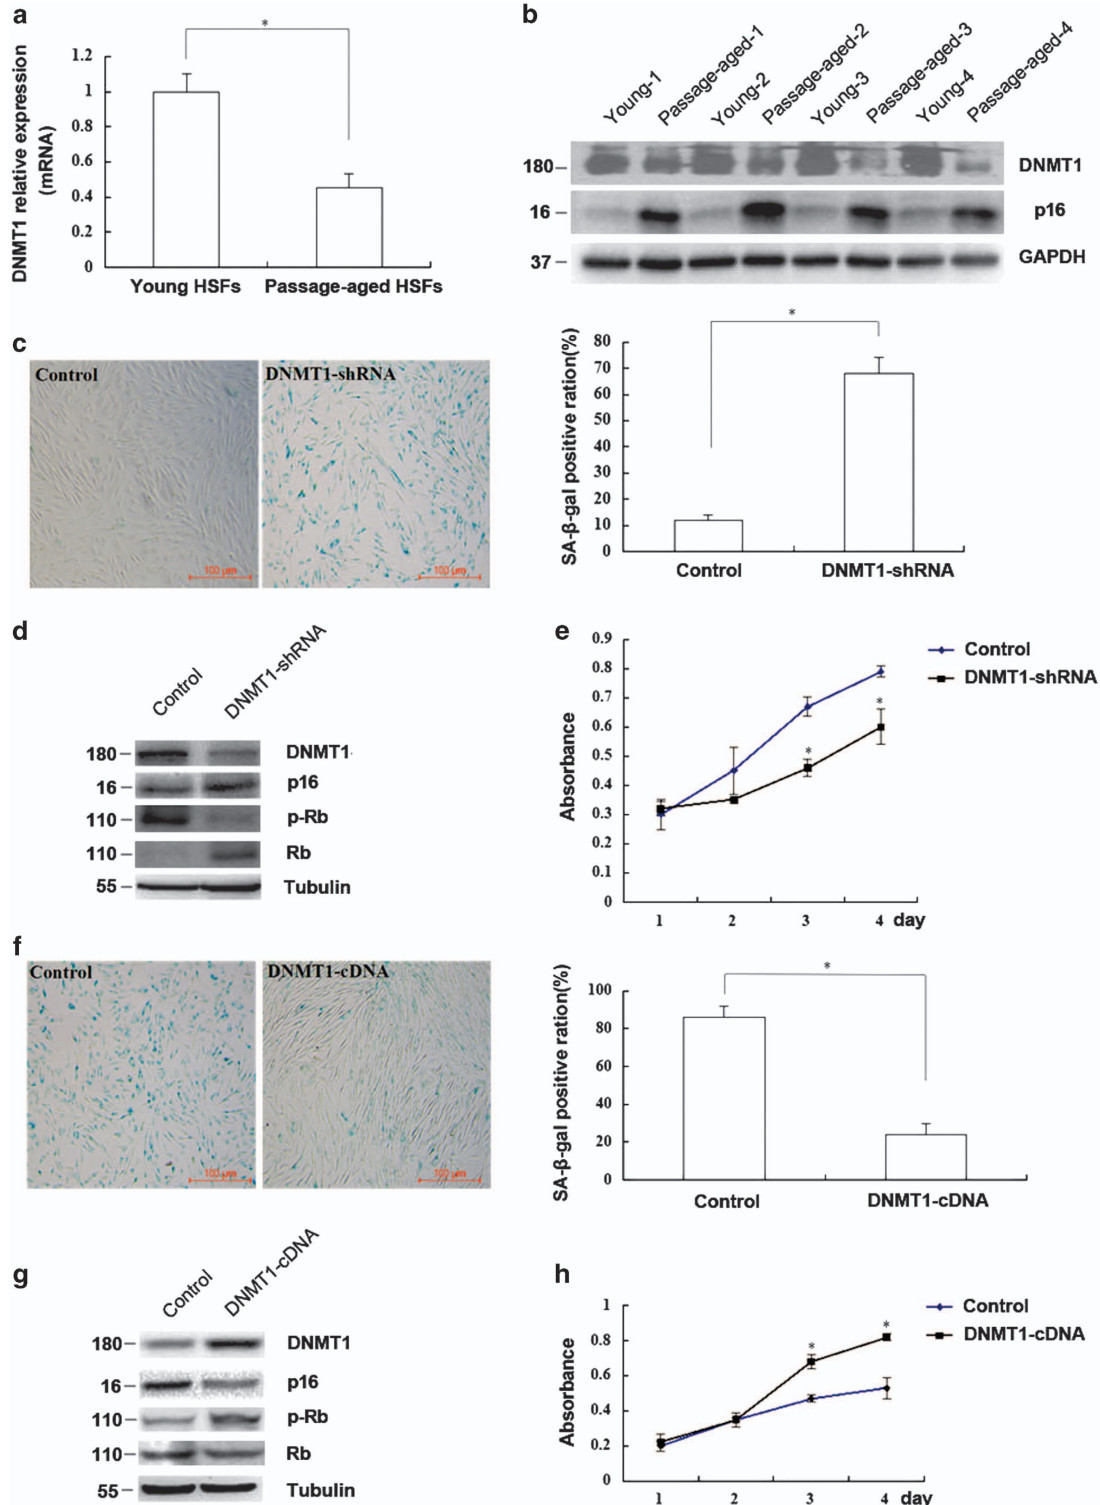 a
*
DNMT1 relative expression
(mRNA)
1.2
1
0.8
0.6
0.4
0.2
0
Young HSFs
Passage-aged HSFs
b
Young-1
Passage-aged-1
Young-2
Passage-aged-2
Young-3
Passage-aged-3
Young-4
Passage-aged-4
180
DNMT1
16
p16
37
GAPDH
c
Control
100 µm
DNMT1-shRNA
100 µm
*
SA-β-gal positive ration(%)
80
70
60
50
40
30
20
10
0
Control
DNMT1-shRNA
d
Control
DNMT1-shRNA
180
DNMT1
16
p16
110
p-Rb
110
Rb
55
Tubulin
e
Absorbance
0.9
0.8
0.7
0.6
0.5
0.4
0.3
0.2
0.1
0
*
*
1
2
3
4
day
Control
DNMT1-shRNA
f
Control
100 µm
DNMT1-cDNA
100 µm
*
SA-β-gal positive ration(%)
100
80
60
40
20
0
Control
DNMT1-cDNA
g
Control
DNMT1-cDNA
180
DNMT1
16
p16
110
p-Rb
110
Rb
55
Tubulin
h
Absorbance
1
0.8
0.6
0.4
0.2
0
*
*
1
2
3
4
day
Control
DNMT1-cDNA